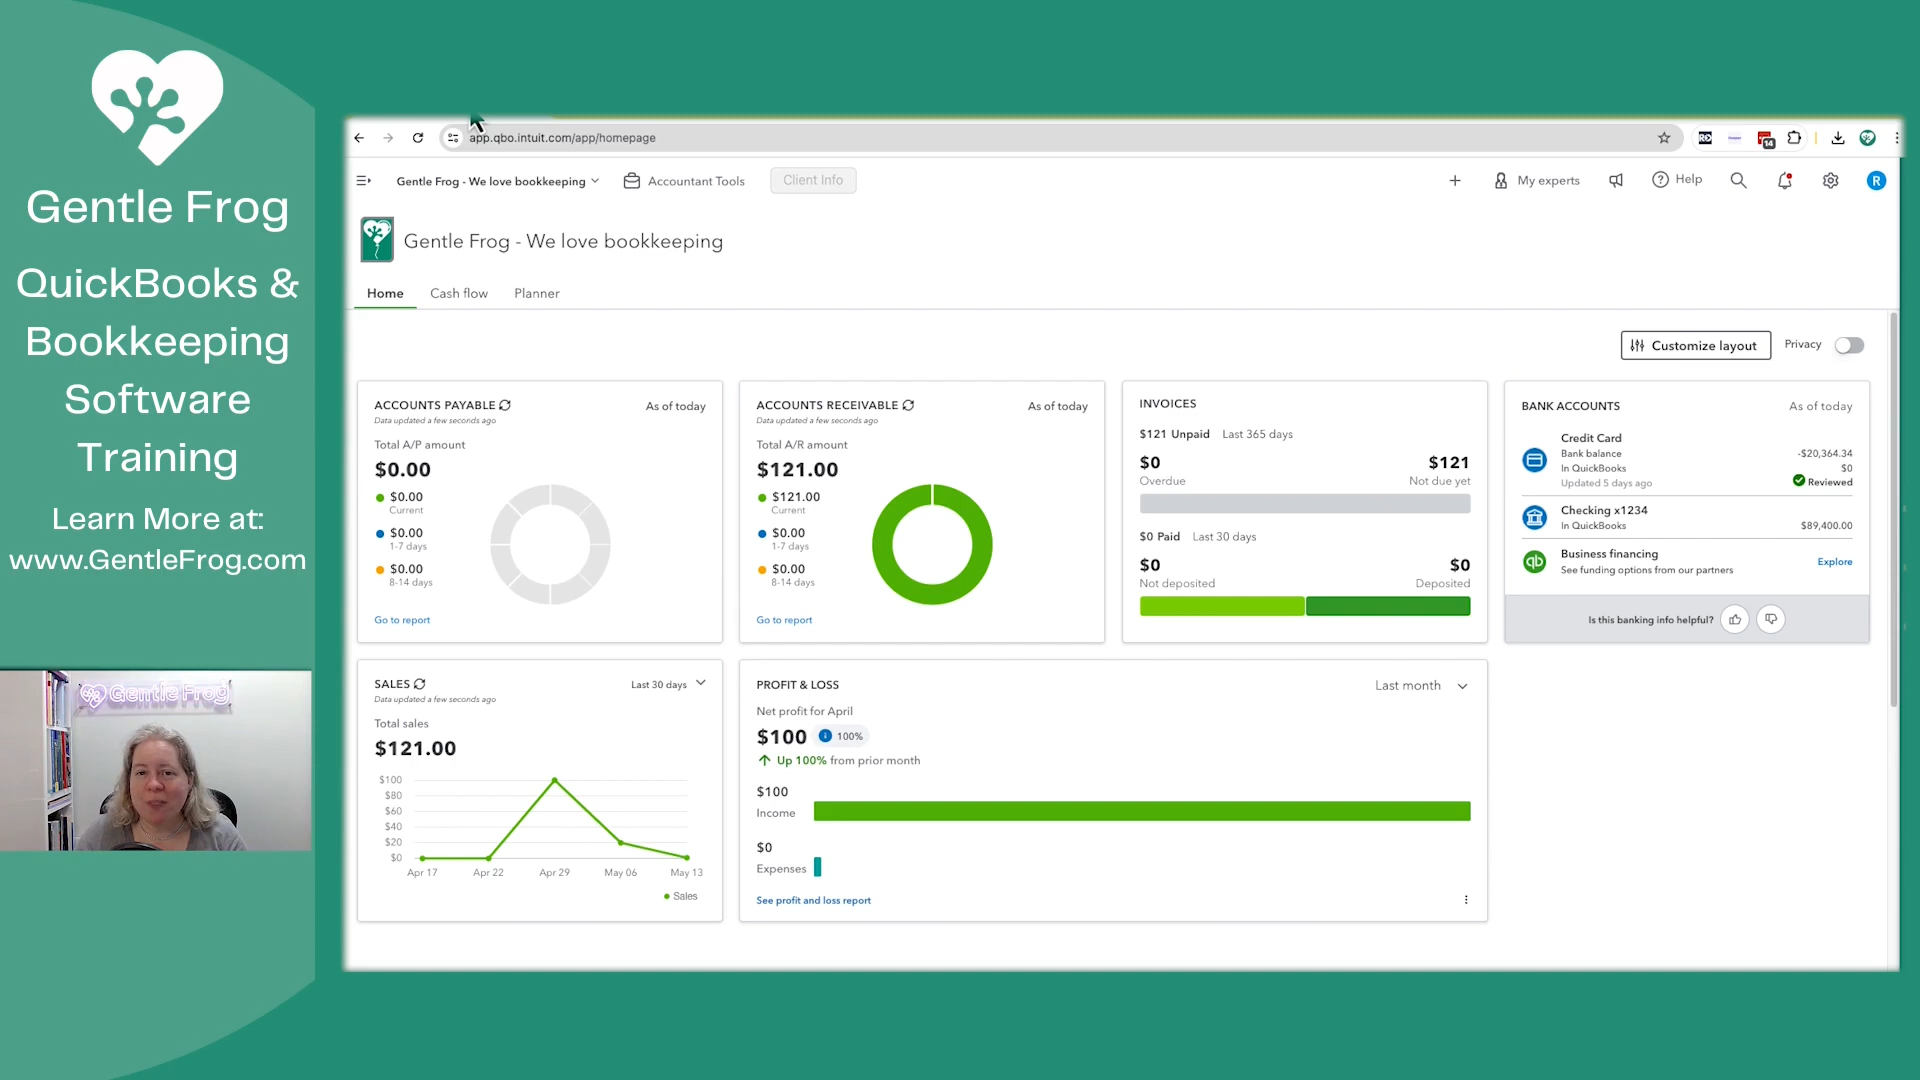 Gentle Frog
QuickBooks &
Bookkeeping
Software
Training
Learn More at:
www.GentleFrog.com
Gentle Frog
app.qbo.intuit.com/app/homepage
14
Gentle Frog - We love bookkeeping
Accountant Tools
Client Info
My experts
Help
R
Gentle Frog - We love bookkeeping
Home
Cash flow
Planner
Customize layout
Privacy
ACCOUNTS PAYABLE
As of today
Data updated a few seconds ago
Total A/P amount
$0.00
$0.00
Current
$0.00
1-7 days
$0.00
8-14 days
Go to report
ACCOUNTS RECEIVABLE
As of today
Data updated a few seconds ago
Total A/R amount
$121.00
$121.00
Current
$0.00
1-7 days
$0.00
8-14 days
Go to report
INVOICES
$121 Unpaid Last 365 days
$0 $121
Overdue Not due yet
$0 Paid Last 30 days
$0 $0
Not deposited Deposited
BANK ACCOUNTS
As of today
Credit Card
Bank balance -$20,364.34
In QuickBooks $0
Updated 5 days ago Reviewed
Checking x1234
In QuickBooks $89,400.00
qb
Business financing
See funding options from our partners
Explore
Is this banking info helpful?
SALES
Last 30 days
Data updated a few seconds ago
Total sales
$121.00
$100
$80
$60
$40
$20
$0
Apr 17 Apr 22 Apr 29 May 06 May 13
Sales
PROFIT & LOSS
Last month
Net profit for April
$100 100%
Up 100% from prior month
$100
Income
$0
Expenses
See profit and loss report